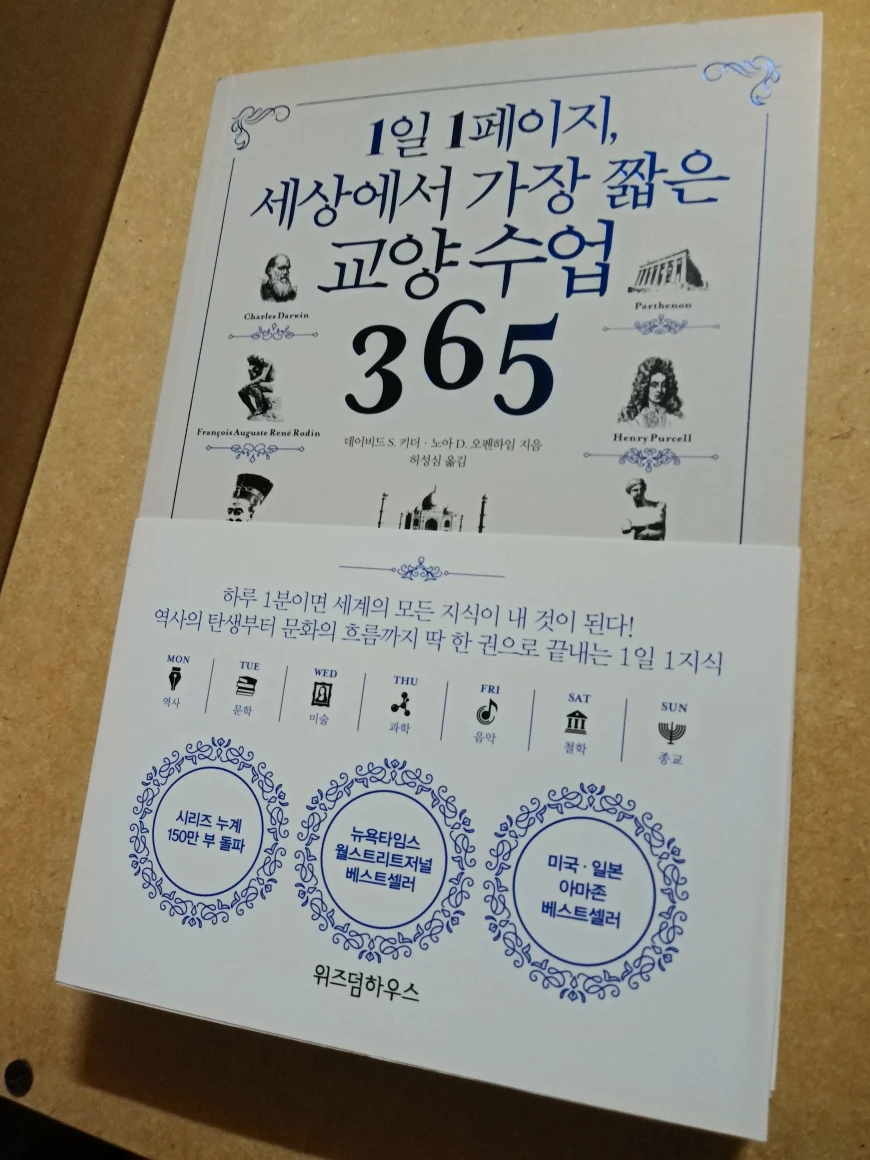 1일 1페이지,
세상에서 가장 짧은
교양 수업
365
Charles Darwin
Parthenon
François Auguste René Rodin
Henry Purcell
데이비드 S. 키더 · 노아 D. 오펜하임 지음
허성심 옮김
하루 1분이면 세계의 모든 지식이 내 것이 된다!
역사의 탄생부터 문화의 흐름까지 딱 한 권으로 끝내는 1일 1지식
MON
역사
TUE
문학
WED
미술
THU
과학
FRI
음악
SAT
철학
SUN
종교
시리즈 누계
150만 부 돌파
뉴욕타임스
월스트리트저널
베스트셀러
미국 · 일본
아마존
베스트셀러
위즈덤하우스